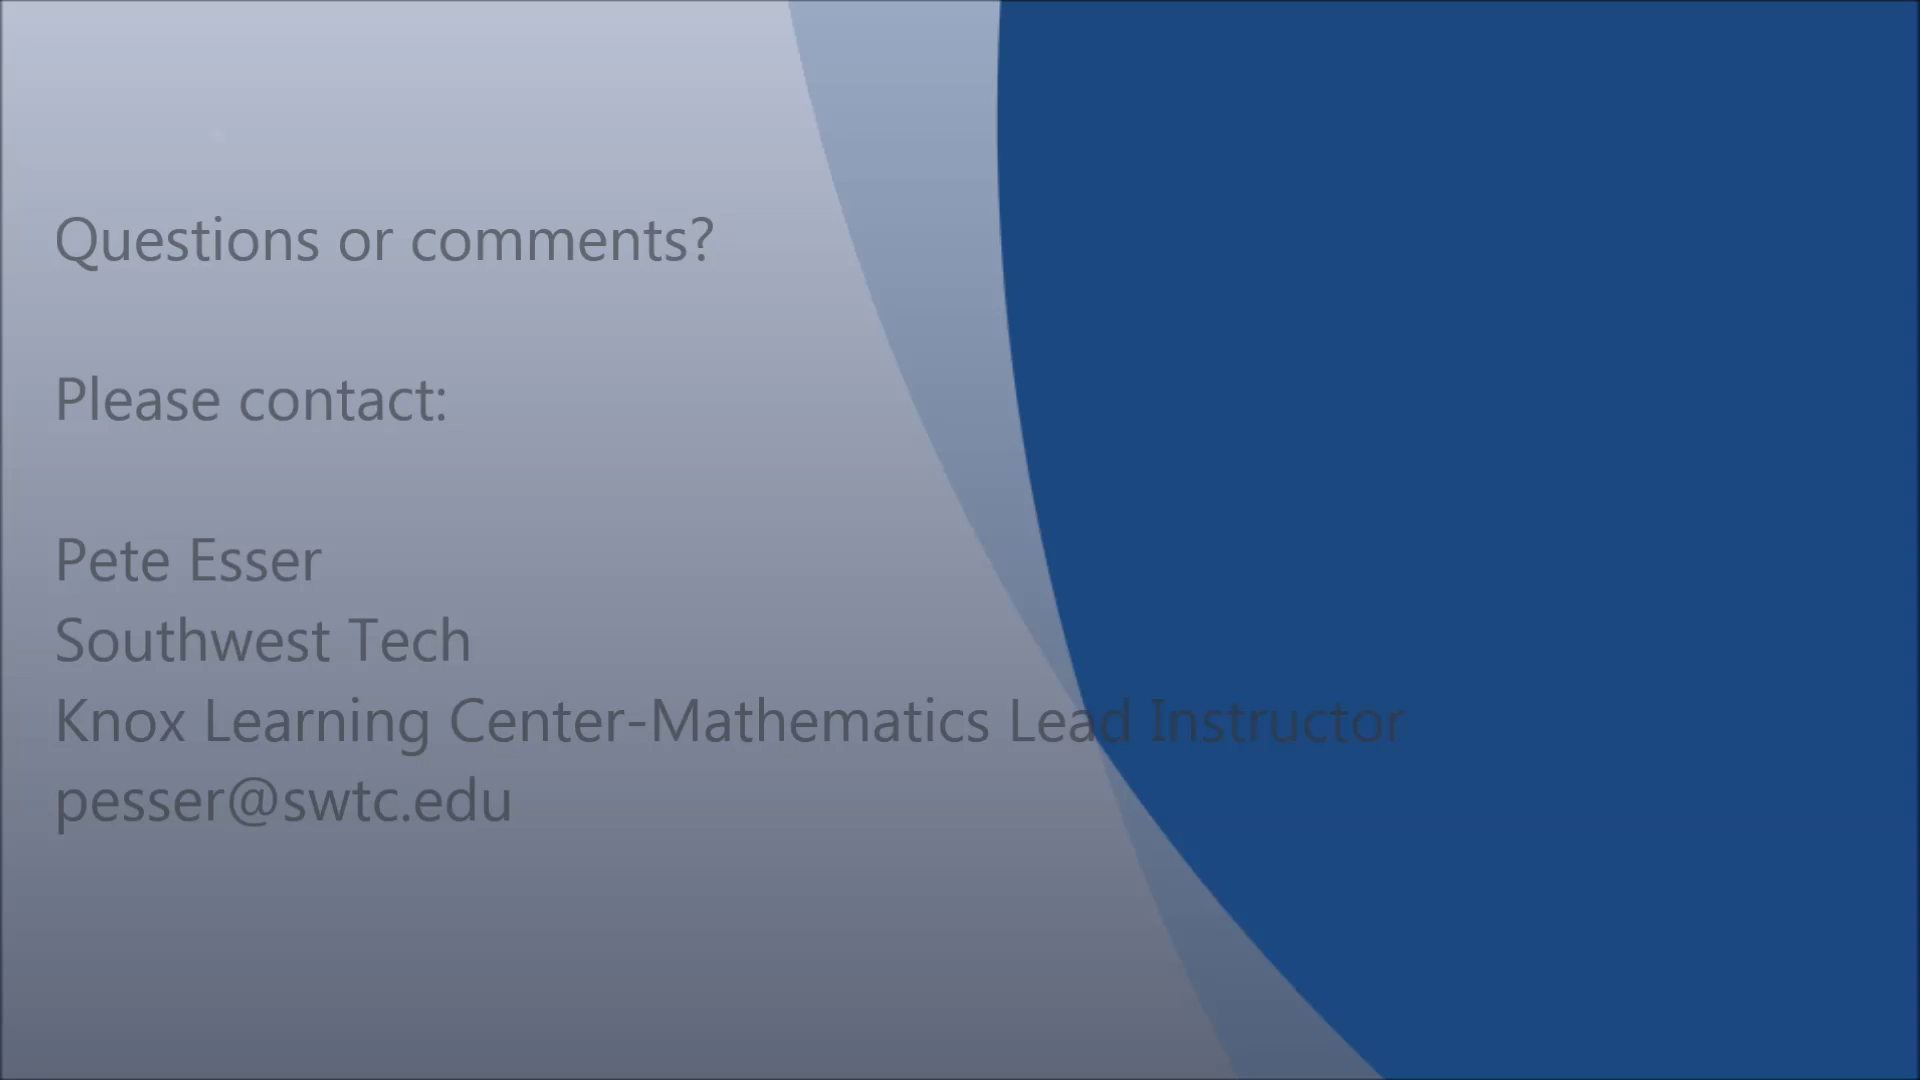 Questions or comments?
Please contact:
Pete Esser
Southwest Tech
Knox Learning Center-Mathematics Lead Instructor
pesser@swtc.edu